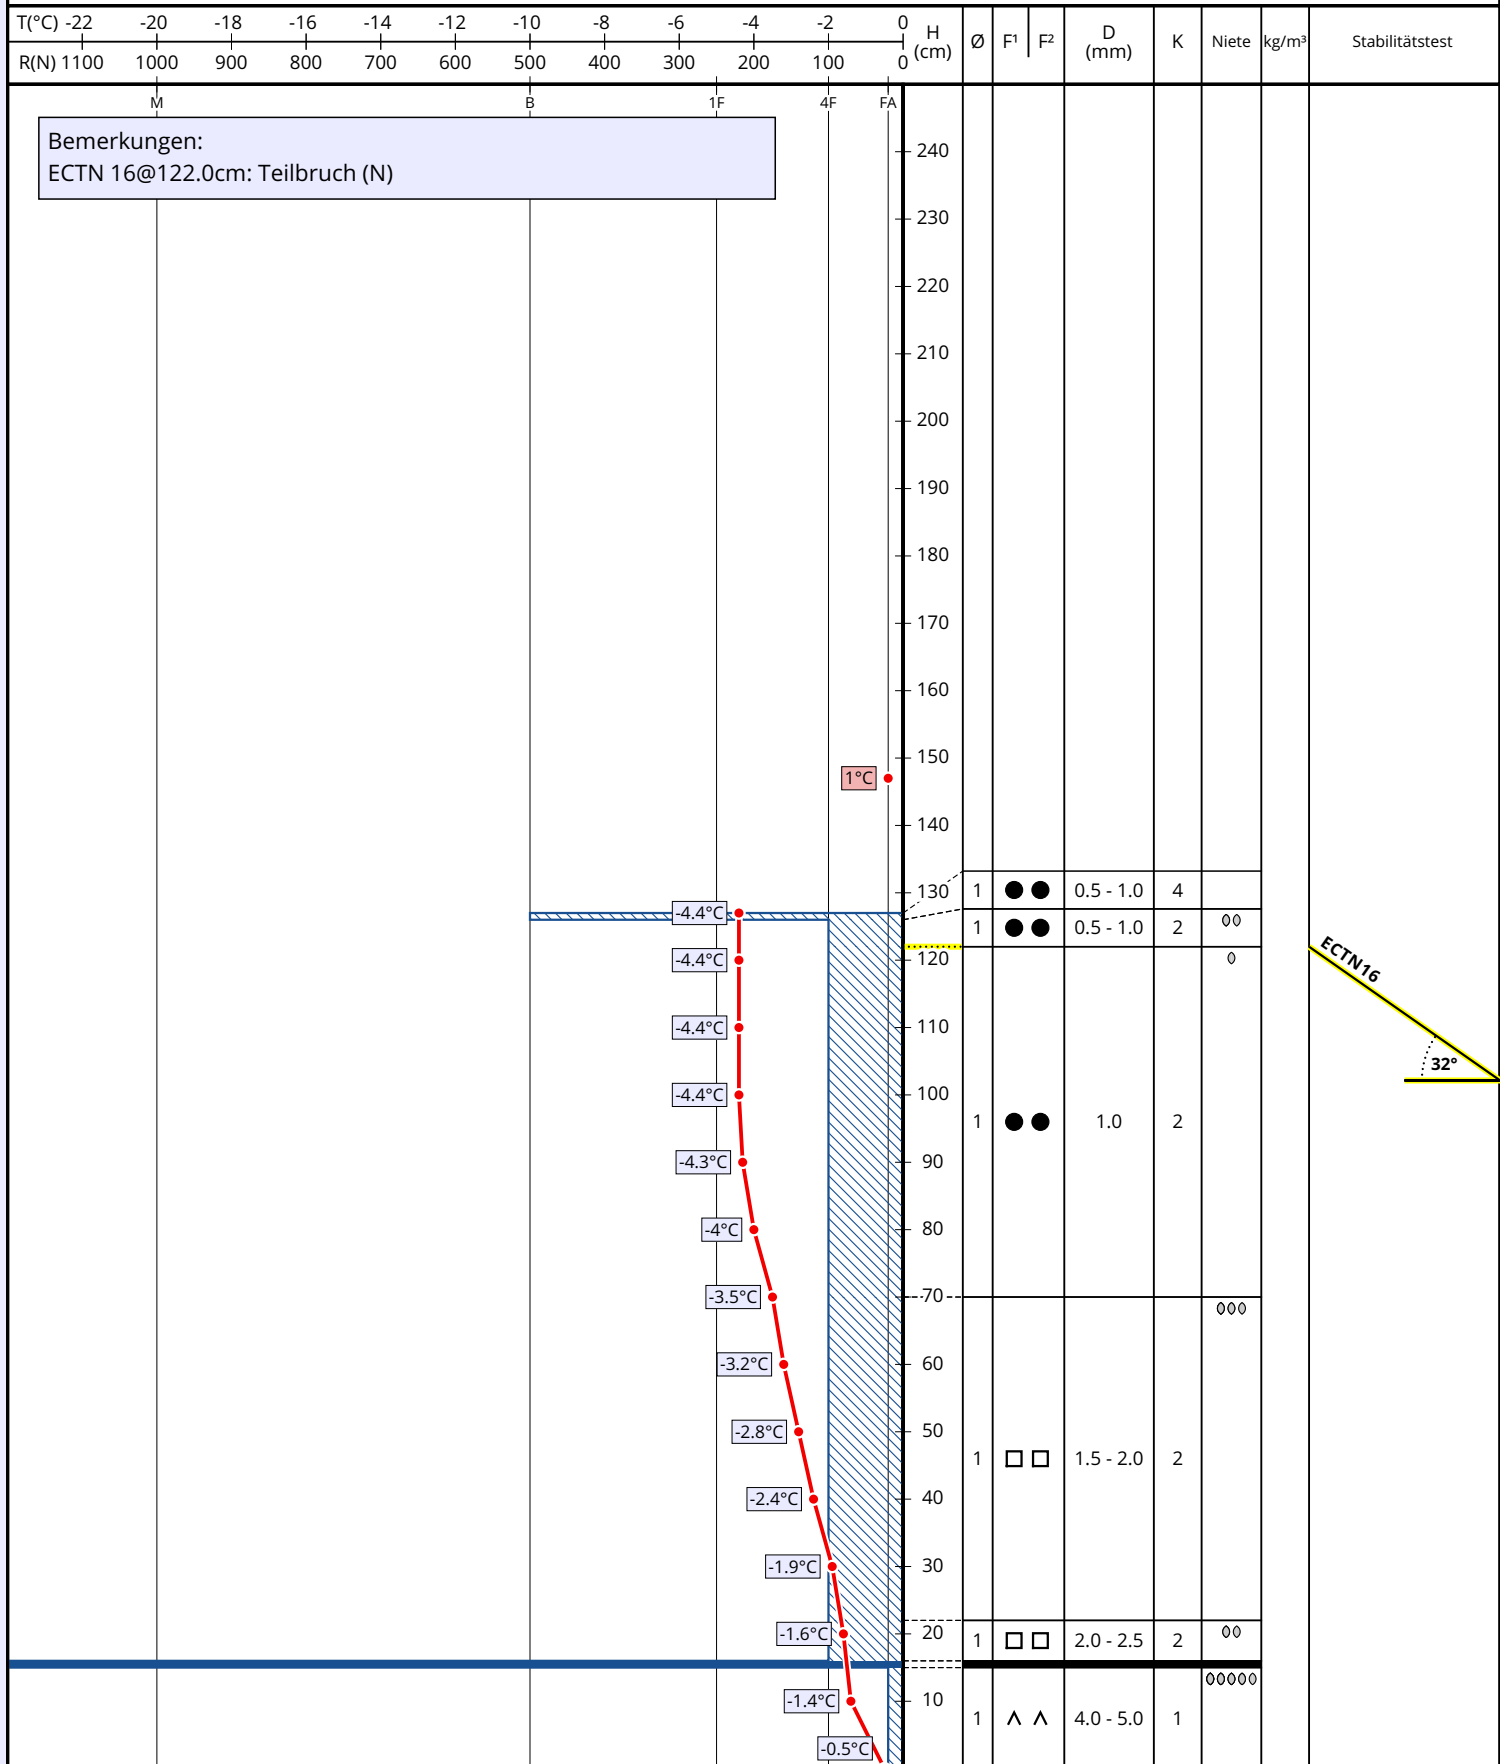 T(°C) -22 -20 -18 -16 -14 -12 -10 -8 -6 -4 -2 0
R(N) 1100 1000 900 800 700 600 500 400 300 200 100 0
H (cm) Ø F¹ F² D (mm) K Niete kg/m³ Stabilitätstest
M B 1F 4F FA
Bemerkungen:
ECTN 16@122.0cm: Teilbruch (N)
240
230
220
210
200
190
180
170
160
150
1°C
140
130 1 0.5 - 1.0 4
-4.4°C
1 0.5 - 1.0 2
ECTN16
-4.4°C 120
-4.4°C 110
32°
-4.4°C 100
1 1.0 2
-4.3°C 90
-4°C 80
-3.5°C 70
-3.2°C 60
-2.8°C 50
1 1.5 - 2.0 2
-2.4°C 40
-1.9°C 30
-1.6°C 20 1 2.0 - 2.5 2
-1.4°C 10
1 4.0 - 5.0 1
-0.5°C